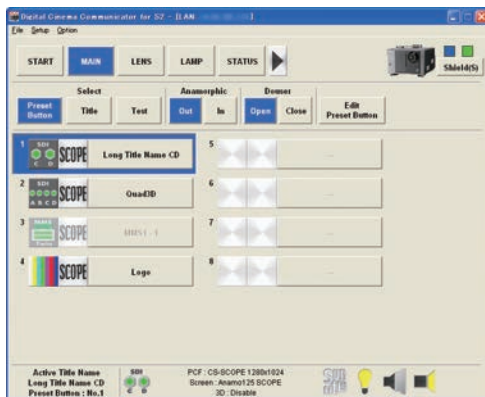 Digital Cinema Communicator for S2 - [LAN
File Setup Option
START MAIN LENS LAMP STATUS Shield(S)
Select Anamorphic Douser
Preset Button Title Test Out In Open Close Edit Preset Button
1 SDI C D SCOPE Long Title Name CD 5 ...
2 SDI A B C D SCOPE Quad3D 6 ...
3 SCOPE 7 ...
4 SCOPE Logo 8 ...
Active Title Name SDI PCF : CS-SCOPE 1280x1024
Long Title Name CD C D Screen : Anamo125 SCOPE
Preset Button : No.1 3D : Disable